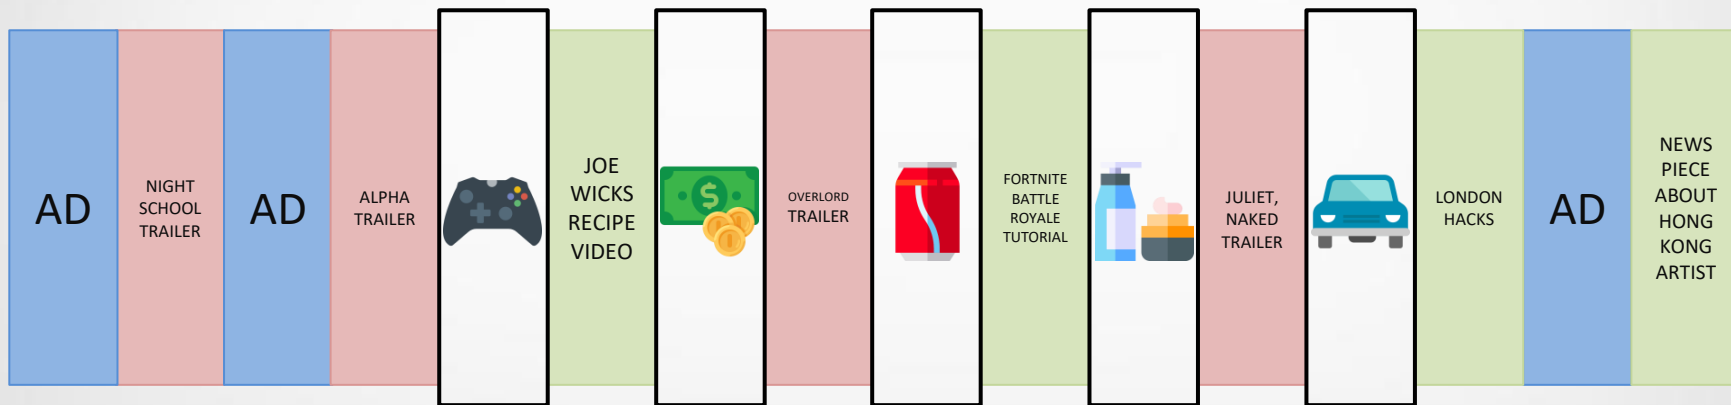 AD
NIGHT
SCHOOL
TRAILER
AD
ALPHA
TRAILER
JOE
WICKS
RECIPE
VIDEO
$
OVERLORD
TRAILER
FORTNITE
BATTLE
ROYALE
TUTORIAL
JULIET,
NAKED
TRAILER
LONDON
HACKS
AD
NEWS
PIECE
ABOUT
HONG
KONG
ARTIST